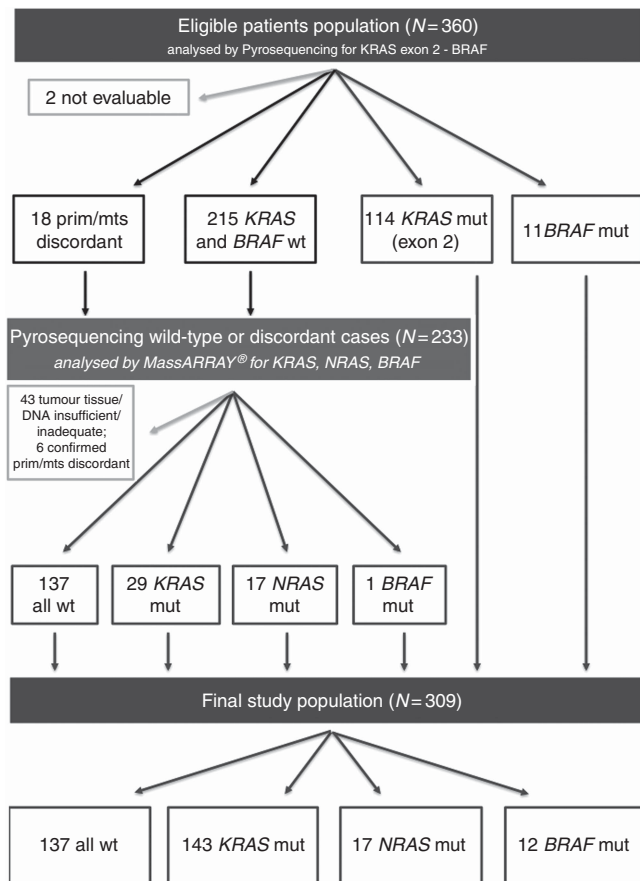 Eligible patients population (N=360)
analysed by Pyrosequencing for KRAS exon 2 - BRAF
2 not evaluable
18 prim/mts
discordant
215 KRAS
and BRAF wt
114 KRAS mut
(exon 2)
11BRAF mut
Pyrosequencing wild-type or discordant cases (N=233)
analysed by MassARRAY® for KRAS, NRAS, BRAF
43 tumour tissue/
DNA insufficient/
inadequate;
6 confirmed
prim/mts discordant
137
all wt
29 KRAS
mut
17 NRAS
mut
1 BRAF
mut
Final study population (N=309)
137 all wt
143 KRAS mut
17 NRAS mut
12 BRAF mut